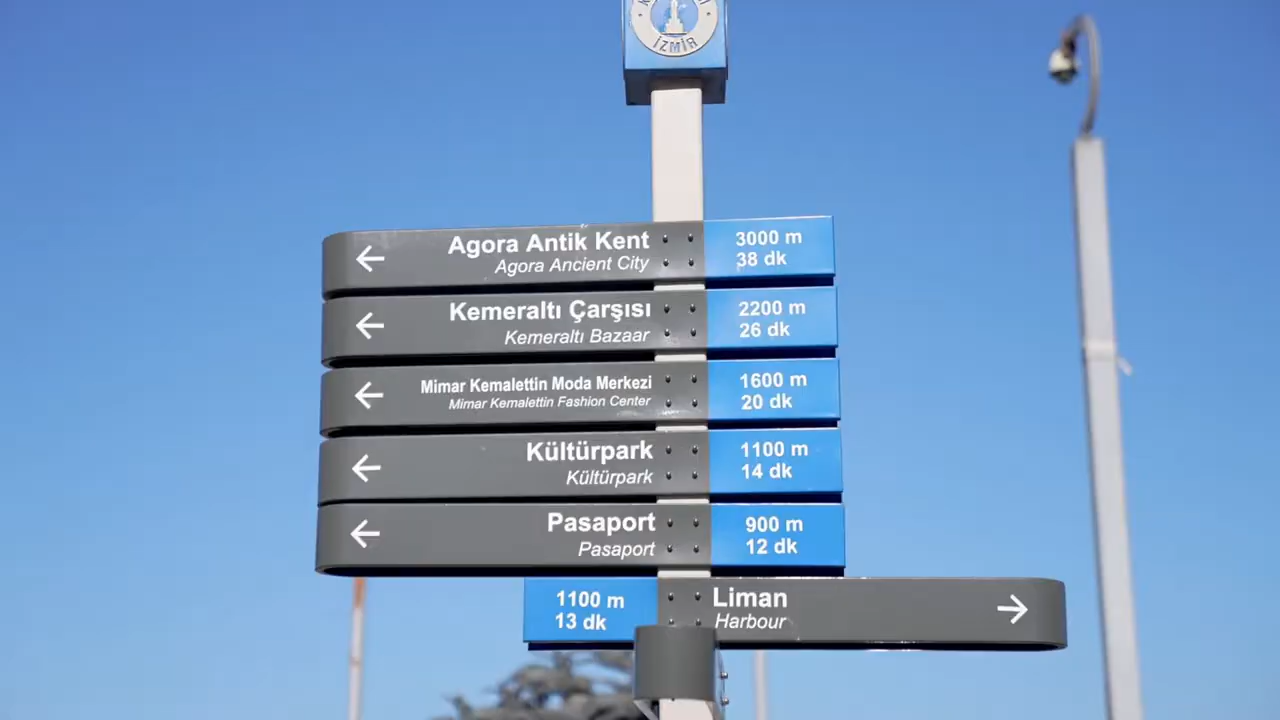 İZMİR
Agora Antik Kent
Agora Ancient City
3000 m
38 dk
Kemeraltı Çarşısı
Kemeraltı Bazaar
2200 m
26 dk
Mimar Kemalettin Moda Merkezi
Mimar Kemalettin Fashion Center
1600 m
20 dk
Kültürpark
Kültürpark
1100 m
14 dk
Pasaport
Pasaport
900 m
12 dk
1100 m
13 dk
Liman
Harbour